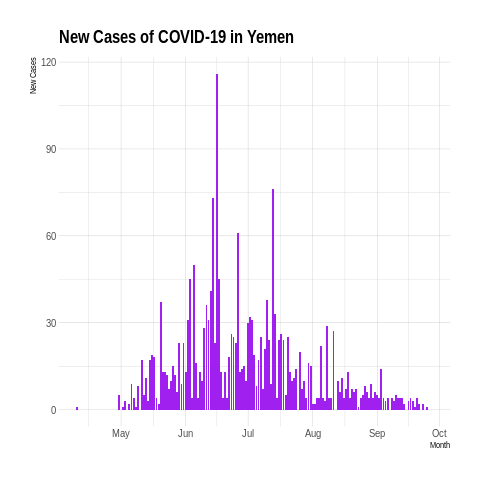 New Cases of COVID-19 in Yemen
New Cases
120
90
60
30
0
May Jun Jul Aug Sep Oct
Month